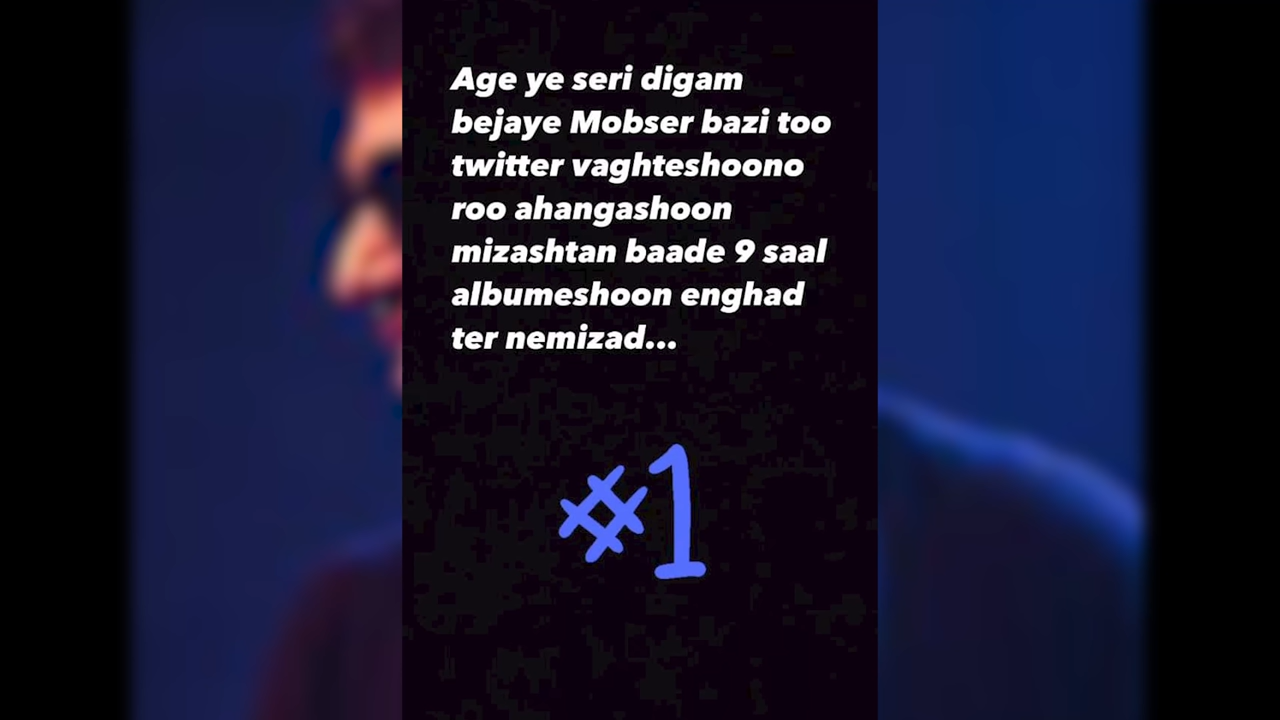 Age ye seri digam
bejaye Mobser bazi too
twitter vaghteshoono
roo ahangashoon
mizashtan baade 9 saal
albumeshoon enghad
ter nemizad...
#1